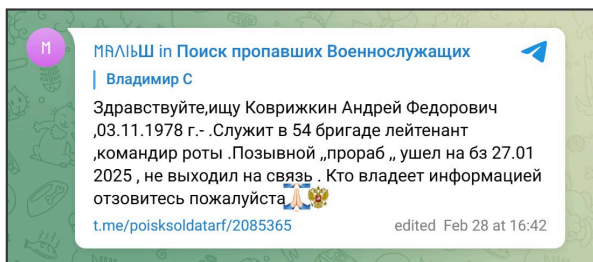 М
МЯΛIЬШ in Поиск пропавших Военнослужащих
Владимир С
Здравствуйте,ищу Коврижкин Андрей Федорович
,03.11.1978 г.- .Служит в 54 бригаде лейтенант
,командир роты .Позывной ,,прораб ,, ушел на бз 27.01
2025 , не выходил на связь . Кто владеет информацией
отзовитесь пожалуйста🙏🏻
t.me/poisksoldatarf/2085365 edited Feb 28 at 16:42